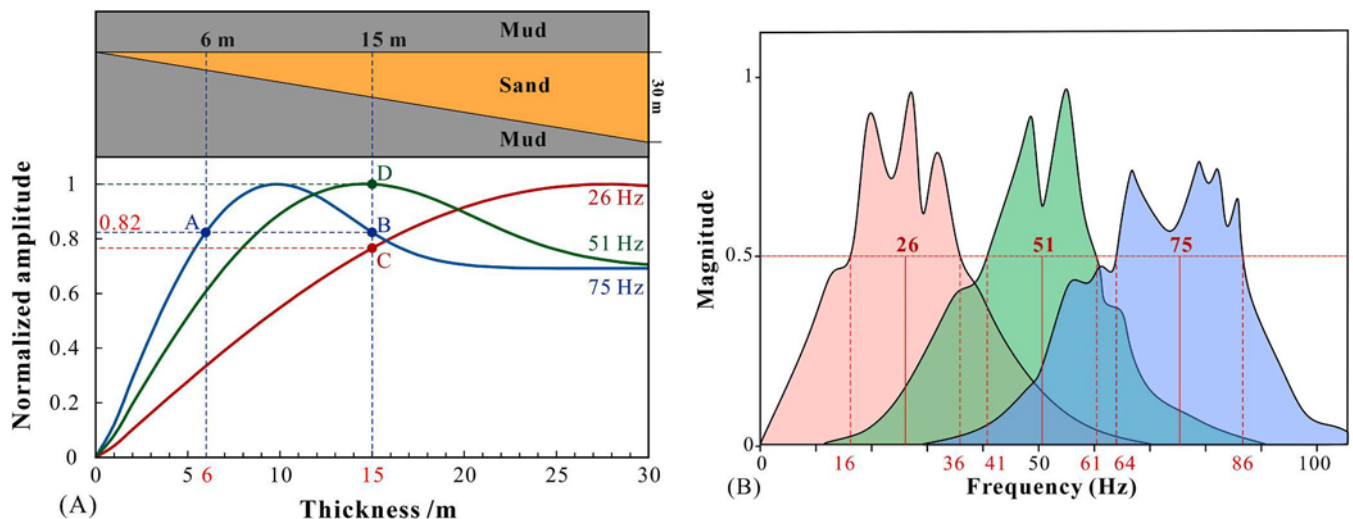 Mud
6 m
15 m
Sand
30 m
Mud
Normalized amplitude
1
0.82
0.8
0.6
0.4
0.2
0
A
B
C
D
26 Hz
51 Hz
75 Hz
0
5
6
10
15
20
25
30
Thickness /m
(A)
Magnitude
1
0.5
0
26
51
75
0
16
36
41
50
61
64
86
100
Frequency (Hz)
(B)